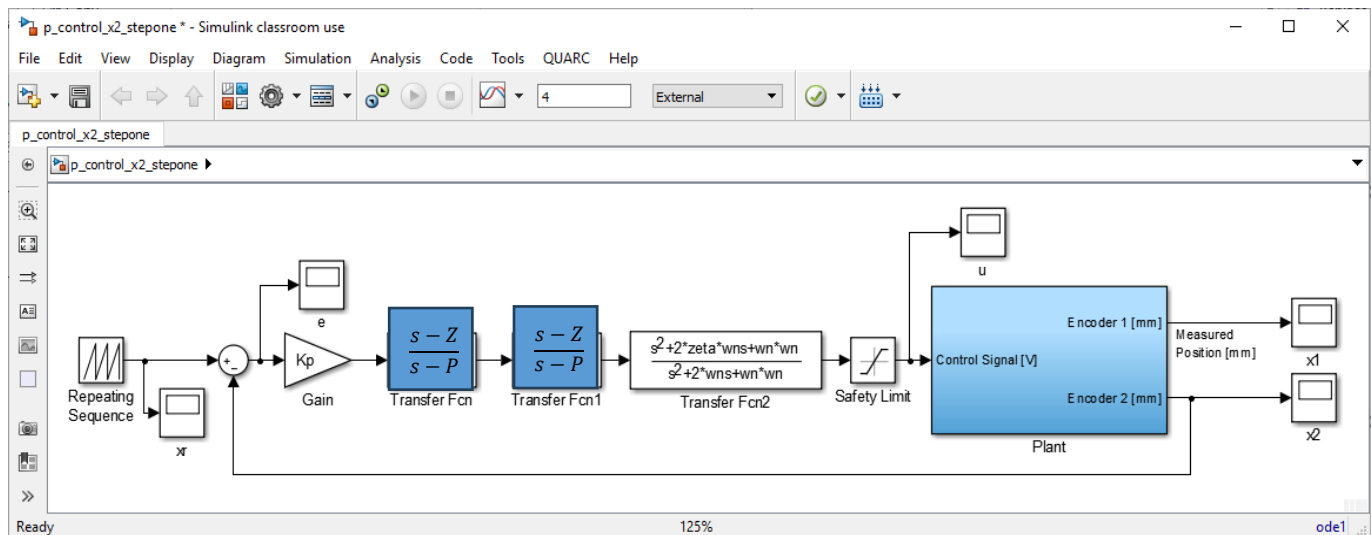 p_control_x2_stepone * - Simulink classroom use
File Edit View Display Diagram Simulation Analysis Code Tools QUARC Help
4 External
p_control_x2_stepone
p_control_x2_stepone
u
e
Encoder 1 [mm]
Measured
Position [mm]
x1
Kp
s − Z
s − P
s − Z
s − P
s²+2*zeta*wns+wn*wn
s²+2*wns+wn*wn
Control Signal [V]
Repeating
Sequence
Gain
Transfer Fcn
Transfer Fcn1
Transfer Fcn2
Safety Limit
Encoder 2 [mm]
xr
Plant
x2
Ready 125% ode1